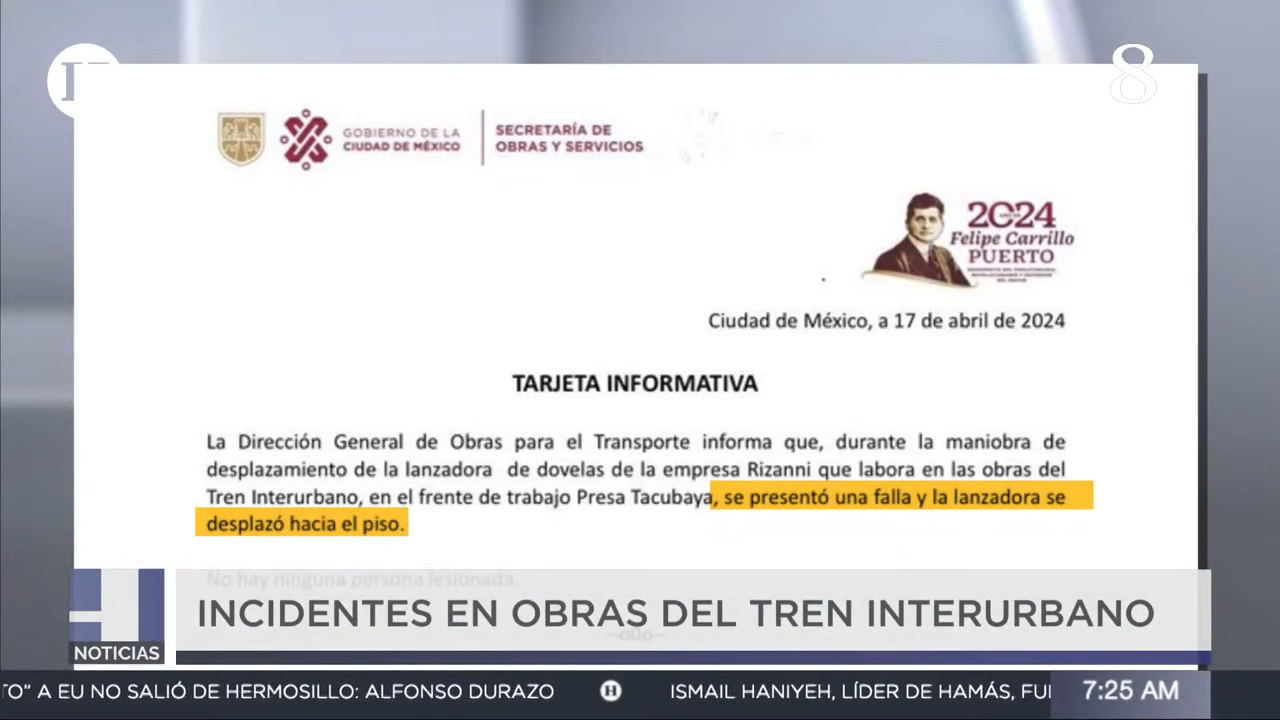 8
GOBIERNO DE LA
CIUDAD DE MÉXICO
SECRETARÍA DE
OBRAS Y SERVICIOS
2024
Felipe Carrillo
PUERTO
Ciudad de México, a 17 de abril de 2024
TARJETA INFORMATIVA
La Dirección General de Obras para el Transporte informa que, durante la maniobra de
desplazamiento de la lanzadora de dovelas de la empresa Rizanni que labora en las obras del
Tren Interurbano, en el frente de trabajo Presa Tacubaya, se presentó una falla y la lanzadora se
desplazó hacia el piso.
No hay ninguna persona lesionada.
INCIDENTES EN OBRAS DEL TREN INTERURBANO
NOTICIAS
TO” A EU NO SALIÓ DE HERMOSILLO: ALFONSO DURAZO
H
ISMAIL HANIYEH, LÍDER DE HAMÁS, FUI
7:25 AM